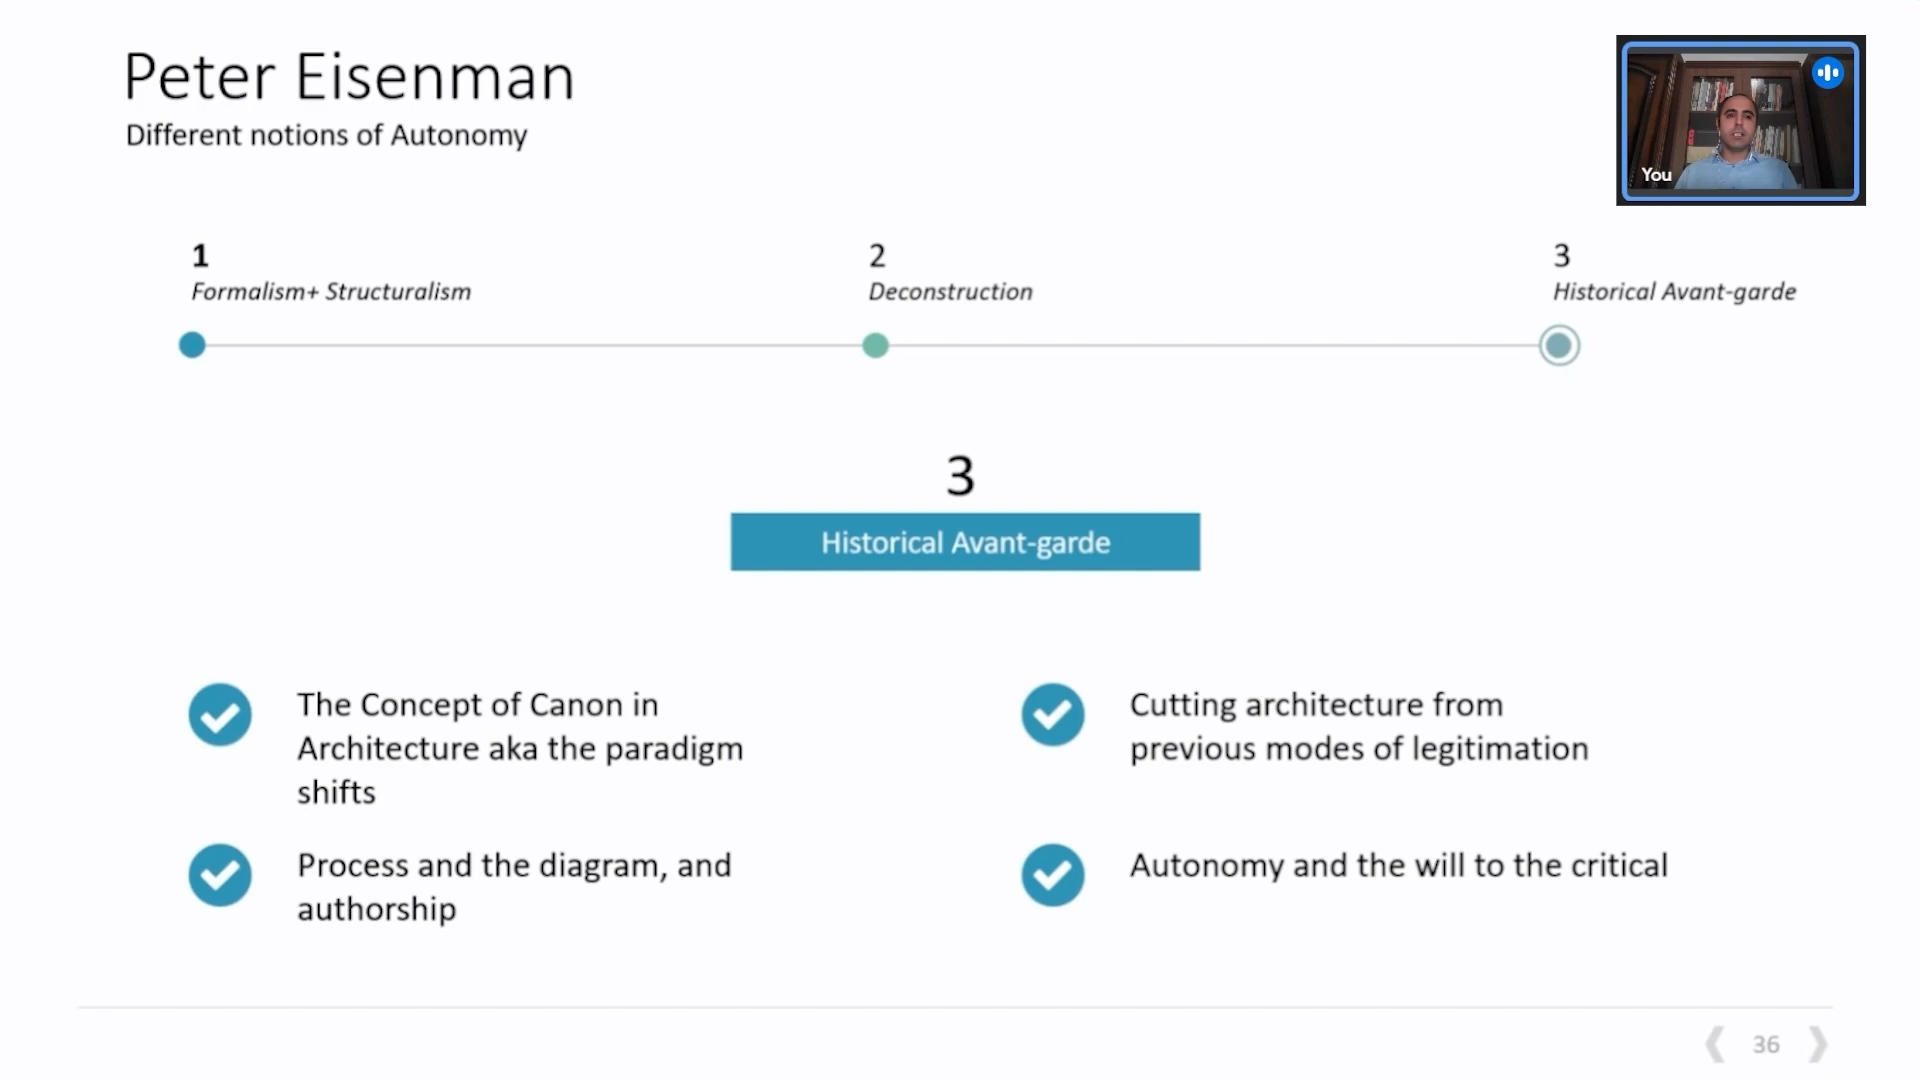 Peter Eisenman
Different notions of Autonomy
You
1
Formalism+ Structuralism
2
Deconstruction
3
Historical Avant-garde
3
Historical Avant-garde
The Concept of Canon in
Architecture aka the paradigm
shifts
Cutting architecture from
previous modes of legitimation
Process and the diagram, and
authorship
Autonomy and the will to the critical
36